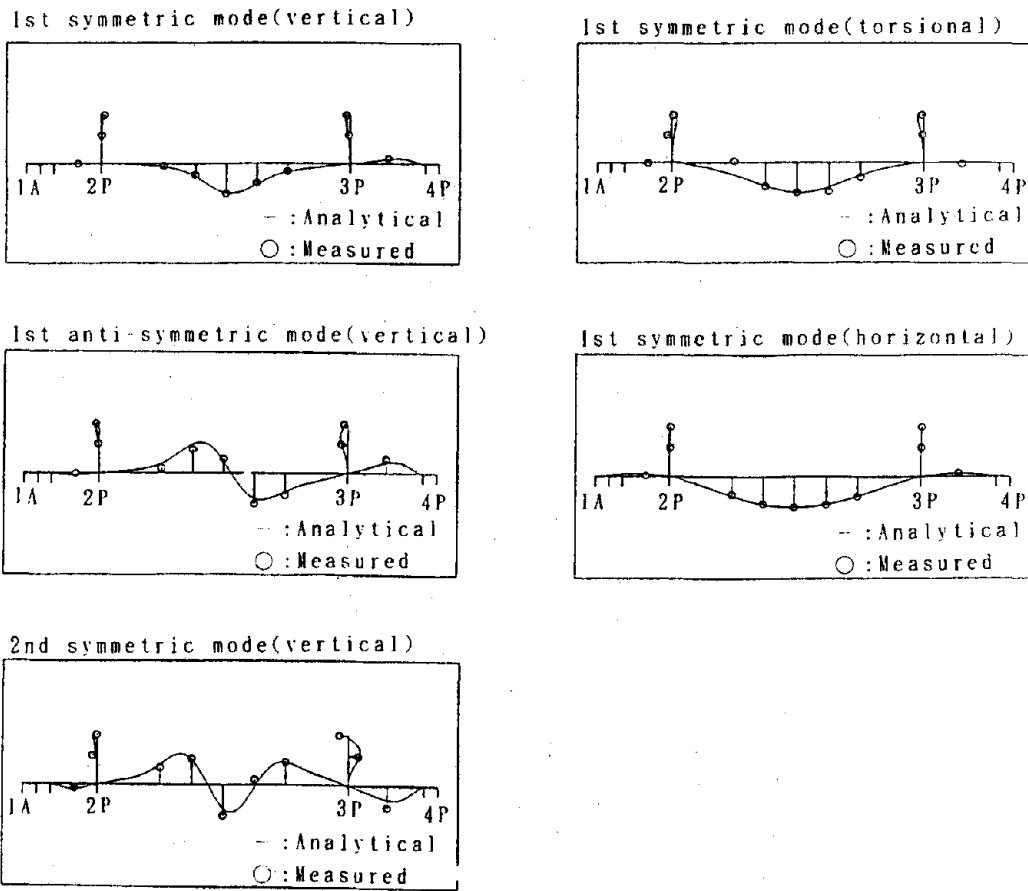 1st symmetric mode(vertical)
1A 2P 3P 4P
- :Analytical
○ :Measured
1st symmetric mode(torsional)
1A 2P 3P 4P
- :Analytical
○ :Measured
1st anti-symmetric mode(vertical)
1A 2P 3P 4P
- :Analytical
○ :Measured
1st symmetric mode(horizontal)
1A 2P 3P 4P
- :Analytical
○ :Measured
2nd symmetric mode(vertical)
1A 2P 3P 4P
- :Analytical
○ :Measured